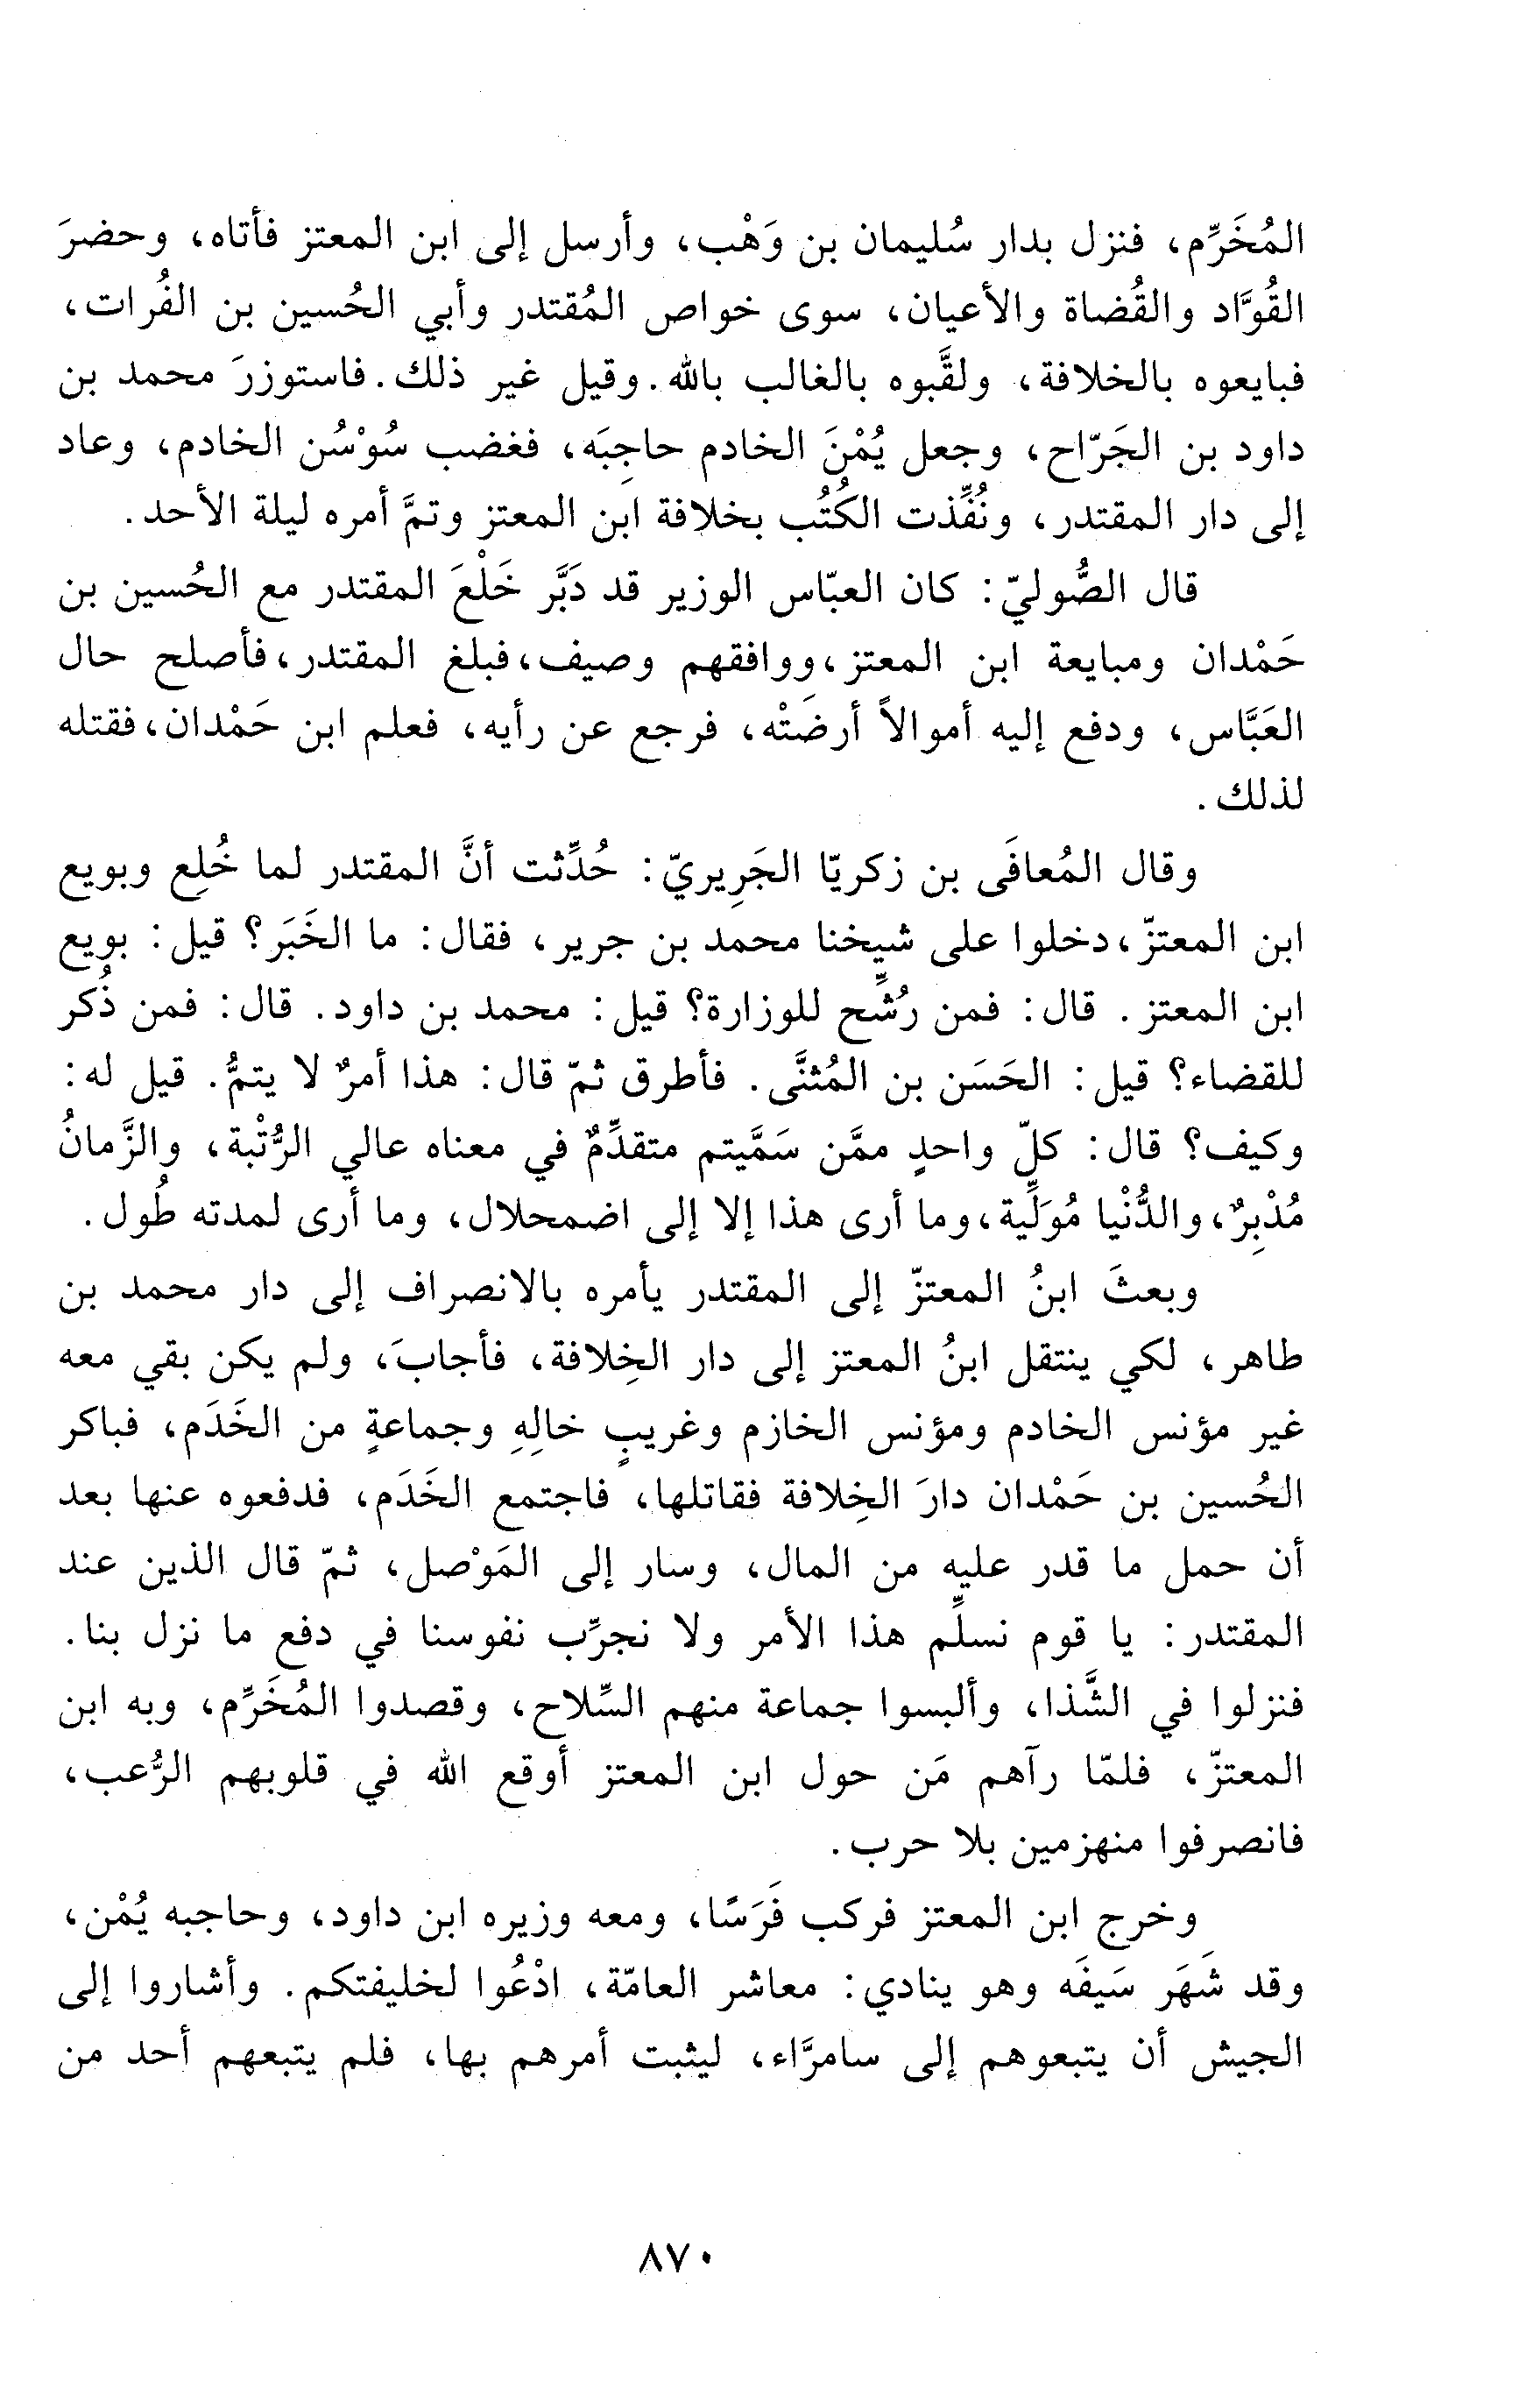 المُخَرِّم، فنزل بدار سُليمان بن وَهْب، وأرسل إلى ابن المعتز فأتاه، وحضرَ
القُوَّاد والقُضاة والأعيان، سوى خواص المُقتدر وأبي الحُسين بن الفُرات،
فبايعوه بالخلافة، ولقَّبوه بالغالب بالله. وقيل غير ذلك. فاستوزرَ محمد بن
داود بن الجَرّاح، وجعل يُمْنَ الخادم حاجِبَه، فغضب سُوْسُن الخادم، وعاد
إلى دار المقتدر، ونُفِّذت الكُتُب بخلافة ابن المعتز وتمَّ أمره ليلة الأحد.
قال الصُّوليّ: كان العبّاس الوزير قد دَبَّر خَلْعَ المقتدر مع الحُسين بن
حَمْدان ومبايعة ابن المعتز، ووافقهم وصيف، فبلغ المقتدر، فأصلح حال
العَبَّاس، ودفع إليه أموالاً أرضَتْه، فرجع عن رأيه، فعلم ابن حَمْدان، فقتله
لذلك.
وقال المُعافَى بن زكريّا الجَرِيريّ: حُدِّثت أنَّ المقتدر لما خُلِع وبويع
ابن المعتزّ، دخلوا على شيخنا محمد بن جرير، فقال: ما الخَبَر؟ قيل: بويع
ابن المعتز. قال: فمن رُشِّح للوزارة؟ قيل: محمد بن داود. قال: فمن ذُكر
للقضاء؟ قيل: الحَسَن بن المُثنَّى. فأطرق ثمّ قال: هذا أمرٌ لا يتمُّ. قيل له:
وكيف؟ قال: كلّ واحدٍ ممَّن سَمَّيتم متقدِّمٌ في معناه عالي الرُّتْبة، والزَّمانُ
مُدْبِرٌ، والدُّنْيا مُوَلِّية، وما أرى هذا إلا إلى اضمحلال، وما أرى لمدته طُول.
وبعثَ ابنُ المعتزّ إلى المقتدر يأمره بالانصراف إلى دار محمد بن
طاهر، لكي ينتقل ابنُ المعتز إلى دار الخِلافة، فأجابَ، ولم يكن بقي معه
غير مؤنس الخادم ومؤنس الخازم وغريبٍ خالِهِ وجماعةٍ من الخَدَم، فباكر
الحُسين بن حَمْدان دارَ الخِلافة فقاتلها، فاجتمع الخَدَم، فدفعوه عنها بعد
أن حمل ما قدر عليه من المال، وسار إلى المَوْصل، ثمّ قال الذين عند
المقتدر: يا قوم نسلِّم هذا الأمر ولا نجرِّب نفوسنا في دفع ما نزل بنا.
فنزلوا في الشَّذا، وألبسوا جماعة منهم السِّلاح، وقصدوا المُخَرِّم، وبه ابن
المعتزّ، فلمّا رآهم مَن حول ابن المعتز أوقع الله في قلوبهم الرُّعب،
فانصرفوا منهزمين بلا حرب.
وخرج ابن المعتز فركب فَرَسًا، ومعه وزيره ابن داود، وحاجبه يُمْن،
وقد شَهَر سَيفَه وهو ينادي: معاشر العامّة، ادْعُوا لخليفتكم. وأشاروا إلى
الجيش أن يتبعوهم إلى سامرَّاء، ليثبت أمرهم بها، فلم يتبعهم أحد من
٨٧٠